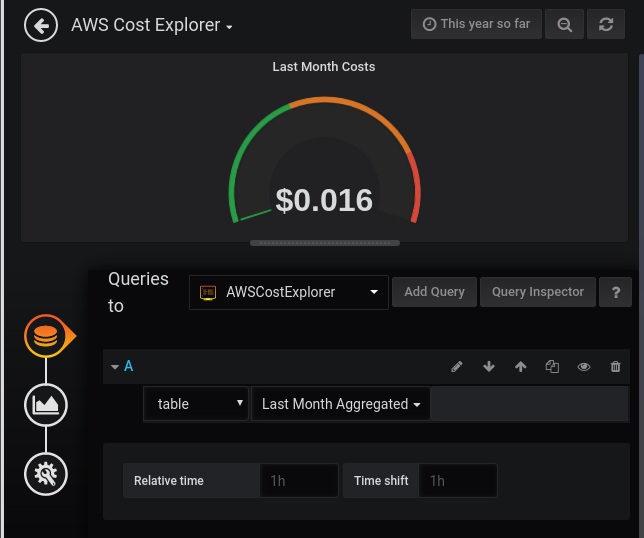 AWS Cost Explorer
This year so far
Last Month Costs
$0.016
Queries to
AWSCostExplorer
Add Query
Query Inspector
?
A
table
Last Month Aggregated
Relative time
1h
Time shift
1h